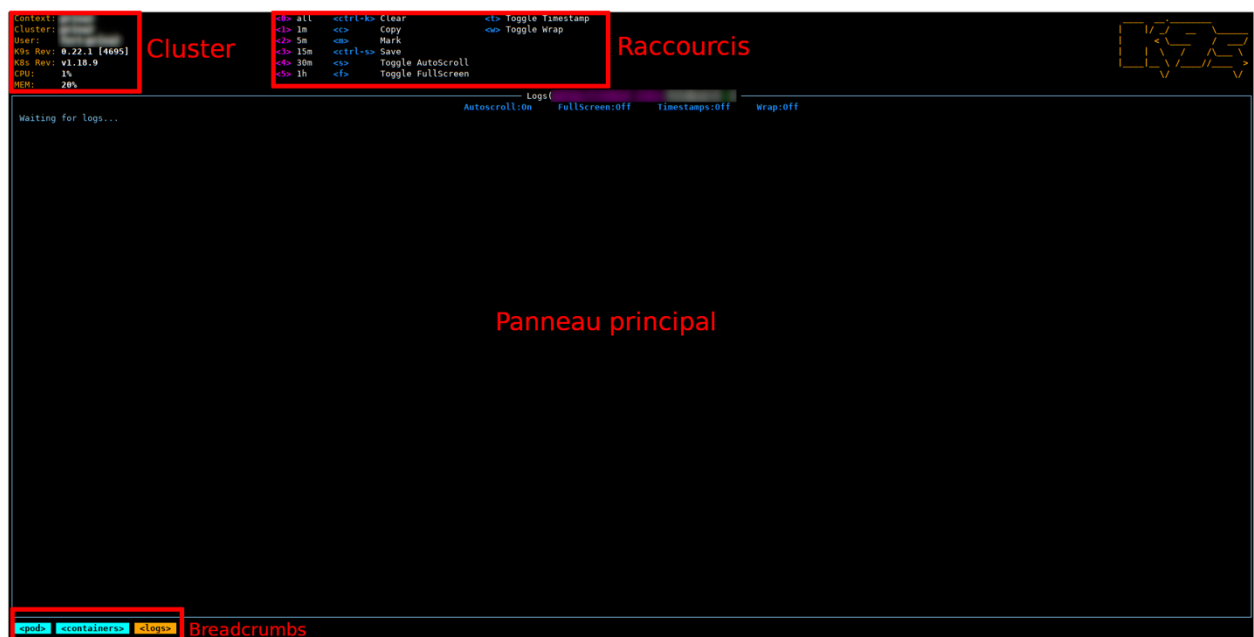 Context:
Cluster:
User:
K9s Rev: 0.22.1 [4695]
K8s Rev: v1.18.9
CPU: 1%
MEM: 20%
Cluster
<0> all <ctrl-k> Clear <t> Toggle Timestamp
<1> 1m <c> Copy <w> Toggle Wrap
<2> 5m <m> Mark
<3> 15m <ctrl-s> Save
<4> 30m <s> Toggle AutoScroll
<5> 1h <f> Toggle FullScreen
Raccourcis
Logs(
Autoscroll:On FullScreen:Off Timestamps:Off Wrap:Off
Waiting for logs...
Panneau principal
<pod> <containers> <logs> Breadcrumbs